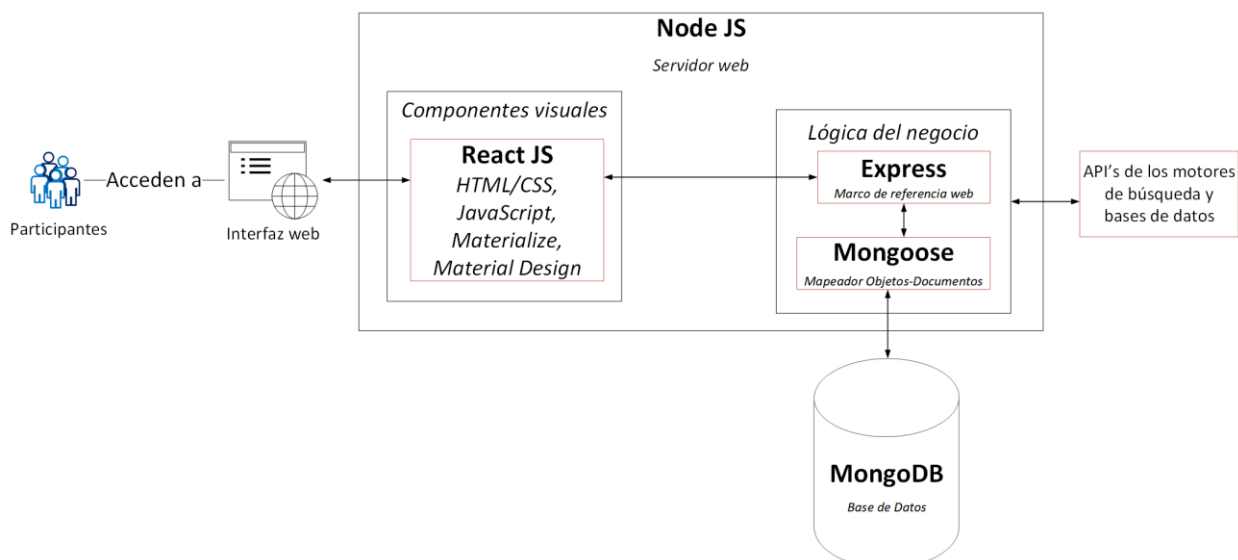 Node JS
Servidor web
Componentes visuales
React JS
HTML/CSS,
JavaScript,
Materialize,
Material Design
Lógica del negocio
Express
Marco de referencia web
Mongoose
Mapeador Objetos-Documentos
API's de los motores
de búsqueda y
bases de datos
Acceden a
Participantes
Interfaz web
MongoDB
Base de Datos